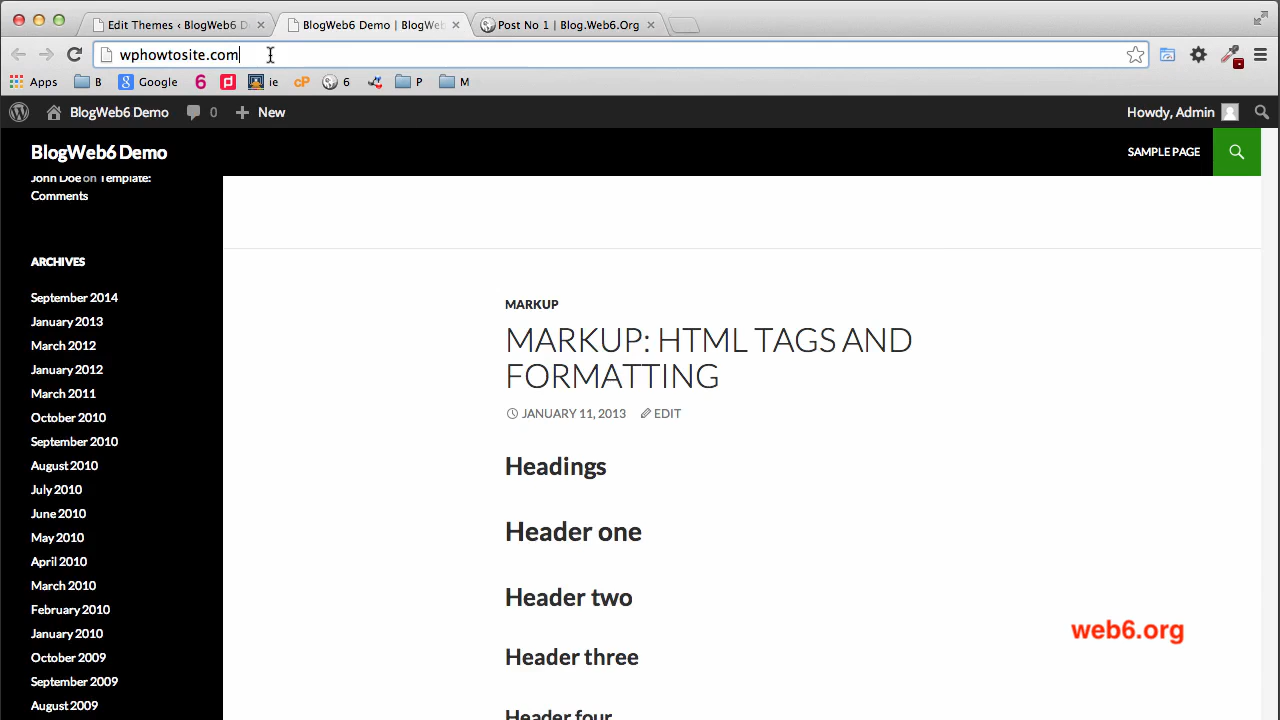 Edit Themes ‹ BlogWeb6 D
BlogWeb6 Demo | BlogWeb
Post No 1 | Blog.Web6.Org
wphowtosite.com
Apps
B
Google
6
ie
cP
6
P
M
BlogWeb6 Demo
0
New
Howdy, Admin
BlogWeb6 Demo
SAMPLE PAGE
John Doe on Template:
Comments
ARCHIVES
September 2014
January 2013
March 2012
January 2012
March 2011
October 2010
September 2010
August 2010
July 2010
June 2010
May 2010
April 2010
March 2010
February 2010
January 2010
October 2009
September 2009
August 2009
MARKUP
MARKUP: HTML TAGS AND
FORMATTING
JANUARY 11, 2013
EDIT
Headings
Header one
Header two
Header three
Header four
web6.org